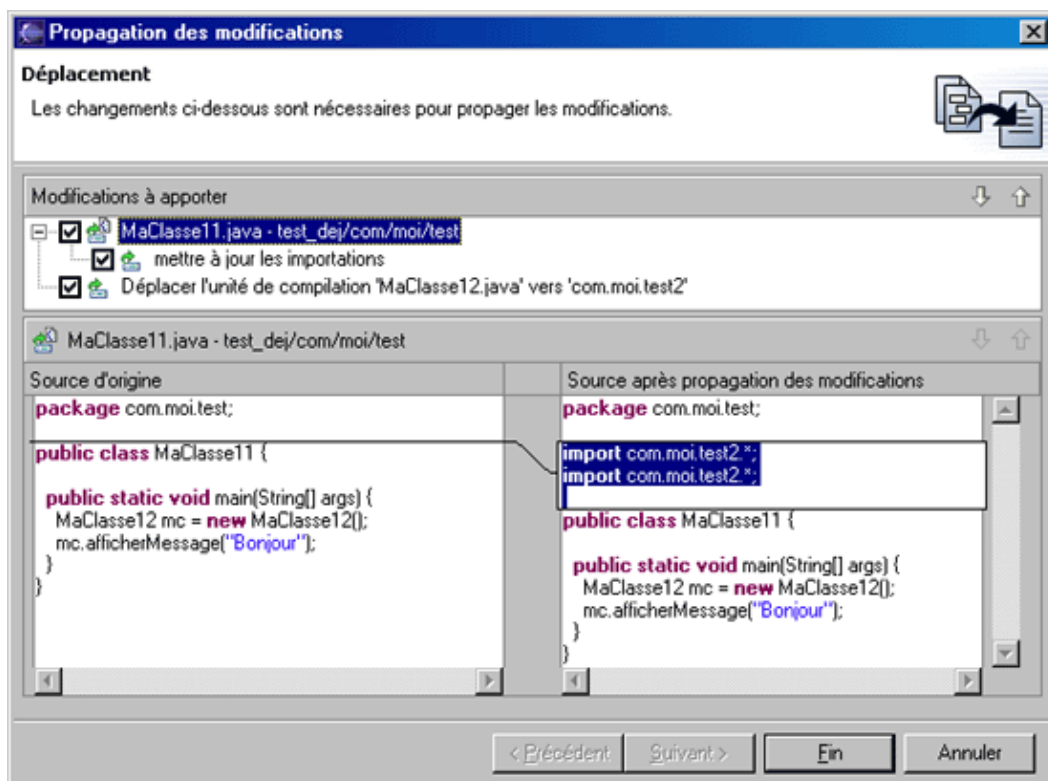 Propagation des modifications
Déplacement
Les changements ci-dessous sont nécessaires pour propager les modifications.
Modifications à apporter
MaClasse11.java - test_dej/com/moi/test
mettre à jour les importations
Déplacer l'unité de compilation 'MaClasse12.java' vers 'com.moi.test2'
MaClasse11.java - test_dej/com/moi/test
Source d'origine
package com.moi.test;
public class MaClasse11 {
public static void main(String[] args) {
MaClasse12 mc = new MaClasse12();
mc.afficherMessage("Bonjour");
}
}
Source après propagation des modifications
package com.moi.test;
import com.moi.test2.*;
import com.moi.test2.*;
public class MaClasse11 {
public static void main(String[] args) {
MaClasse12 mc = new MaClasse12();
mc.afficherMessage("Bonjour");
}
}
< Précédent
Suivant >
Fin
Annuler